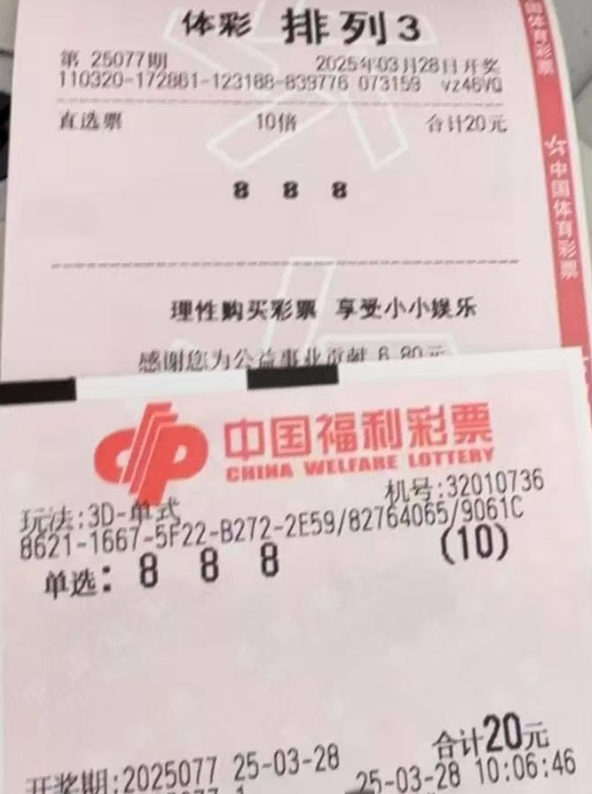 体彩 排列3
第 25077期 2025年03月28日开奖
110320-172861-123188-839776 073159 vz46VQ
直选票 10倍 合计20元
8 8 8
理性购买彩票 享受小小娱乐
感谢您为公益事业贡献 6.80元
国体育彩票
中国体育彩票
中国福利彩票
CHINA WELFARE LOTTERY
玩法:3D-单式 机号:32010736
8621-1667-5F22-B272-2E59/82764065/9061C
单选: 8 8 8 (10)
合计20元
开奖期:2025077 25-03-28
25-03-28 10:06:46